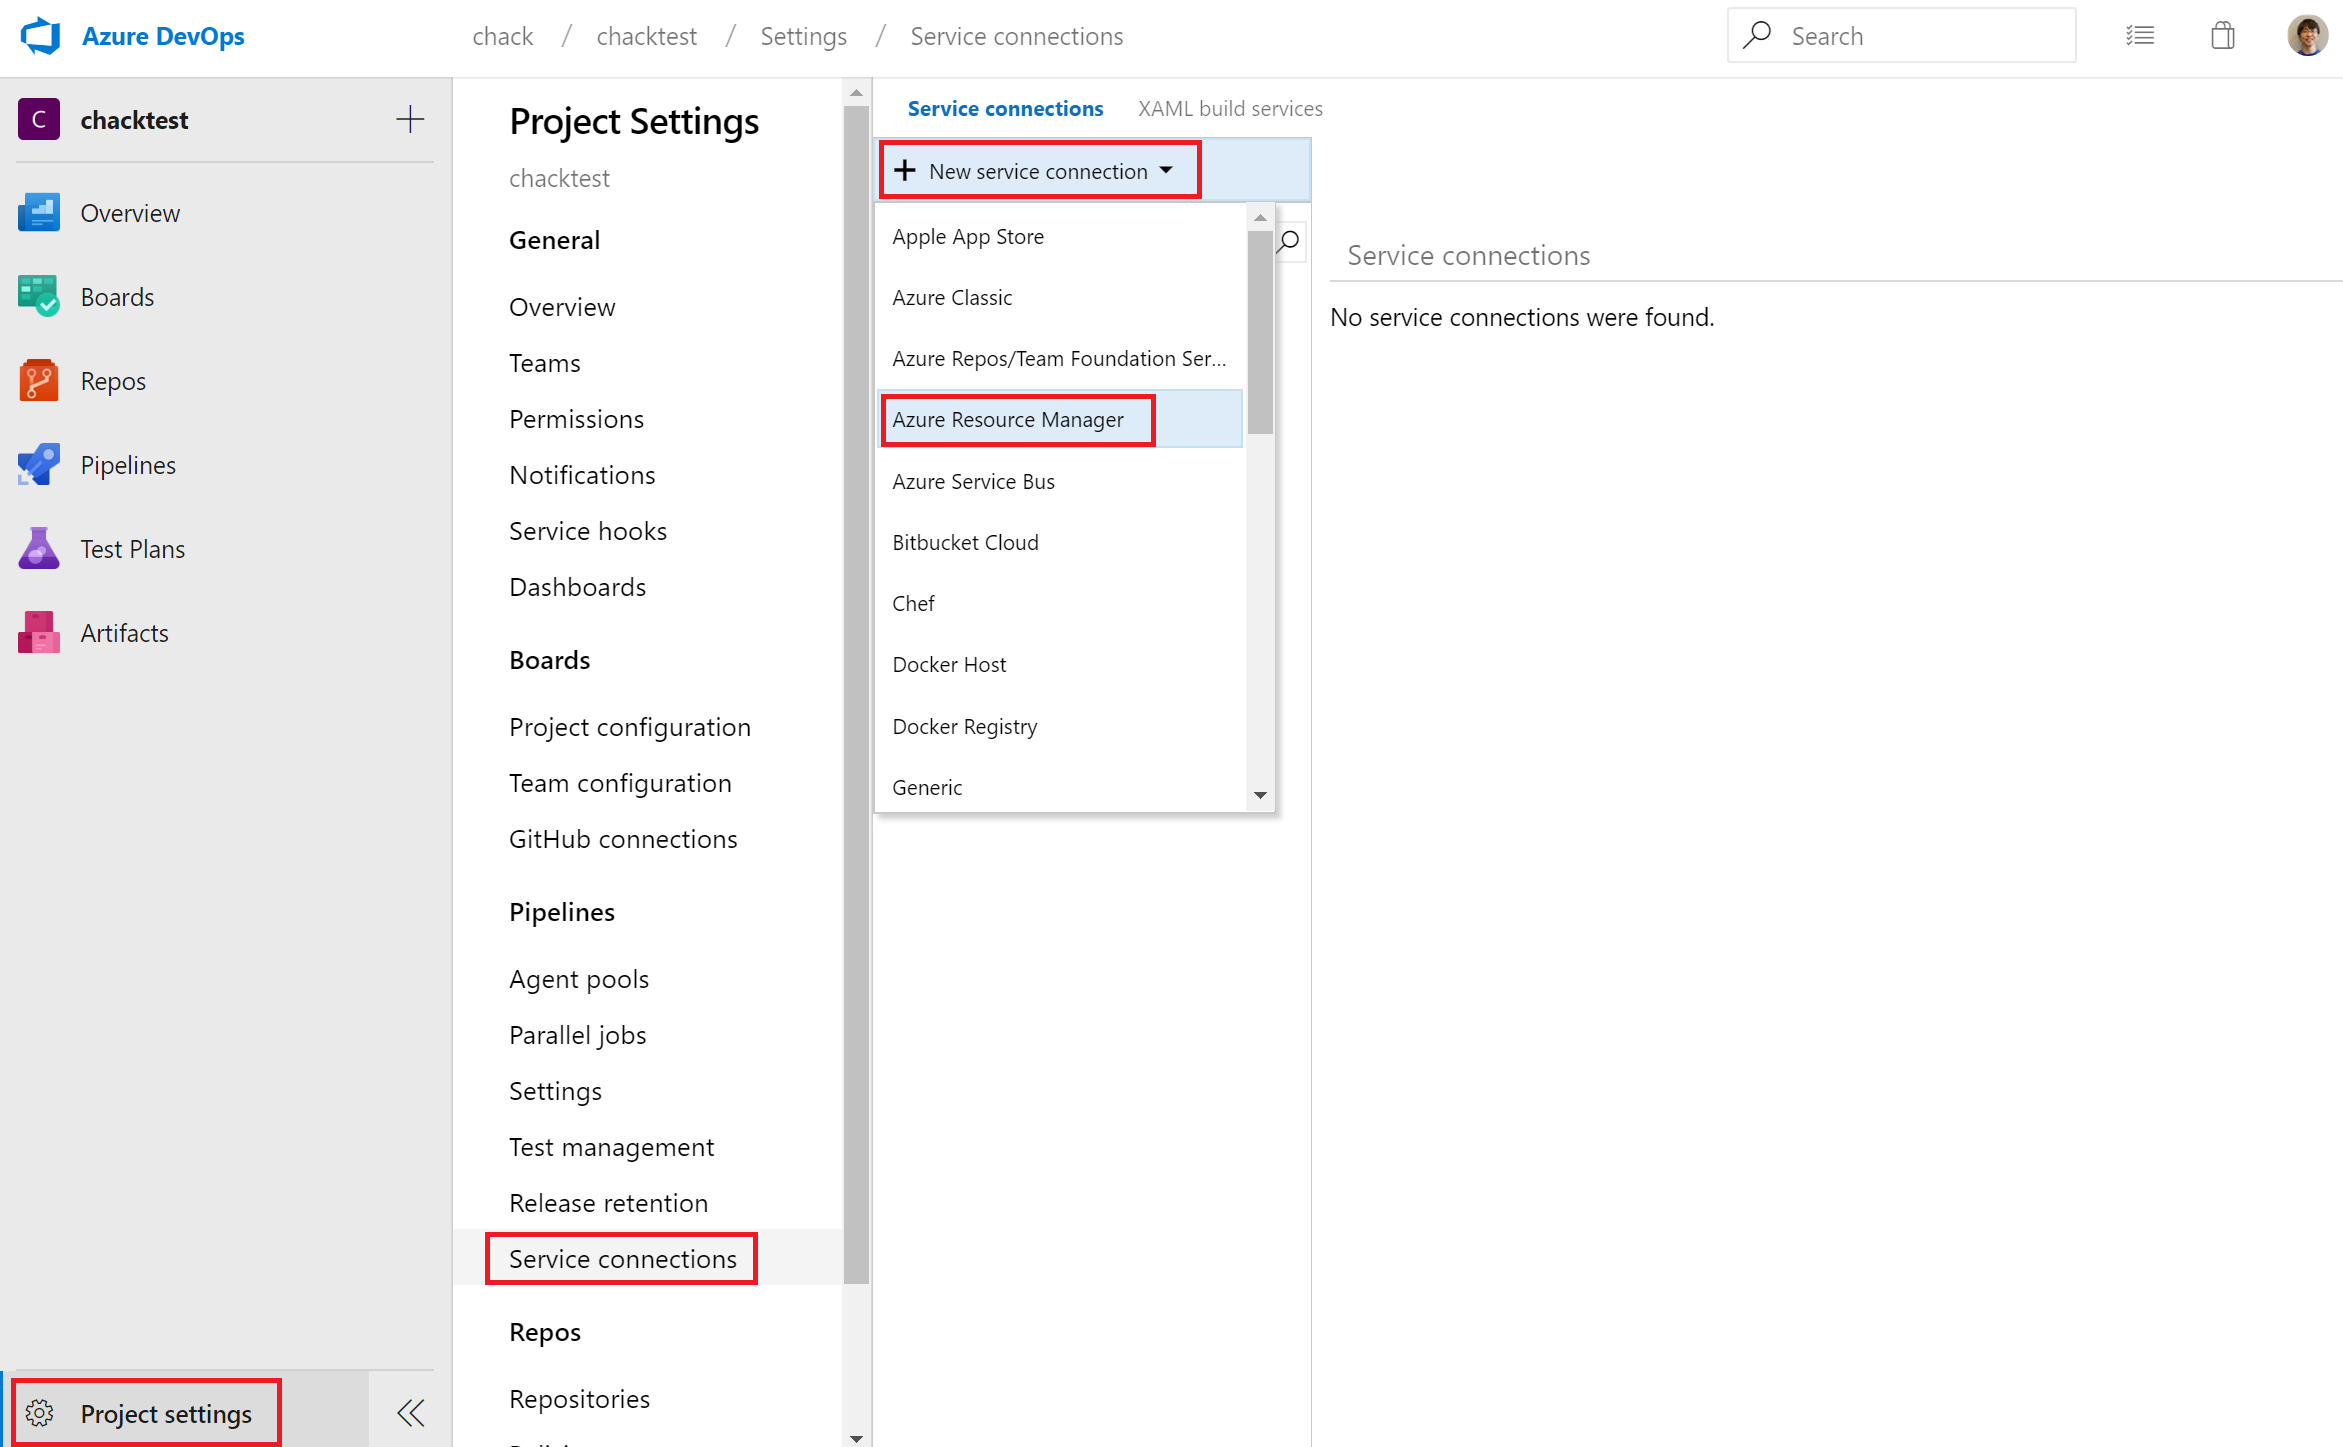 Azure DevOps
chack / chacktest / Settings / Service connections
Search
C
chacktest
Overview
Boards
Repos
Pipelines
Test Plans
Artifacts
Project settings
Project Settings
chacktest
General
Overview
Teams
Permissions
Notifications
Service hooks
Dashboards
Boards
Project configuration
Team configuration
GitHub connections
Pipelines
Agent pools
Parallel jobs
Settings
Test management
Release retention
Service connections
Repos
Repositories
Service connections
XAML build services
New service connection
Apple App Store
Azure Classic
Azure Repos/Team Foundation Ser...
Azure Resource Manager
Azure Service Bus
Bitbucket Cloud
Chef
Docker Host
Docker Registry
Generic
Service connections
No service connections were found.